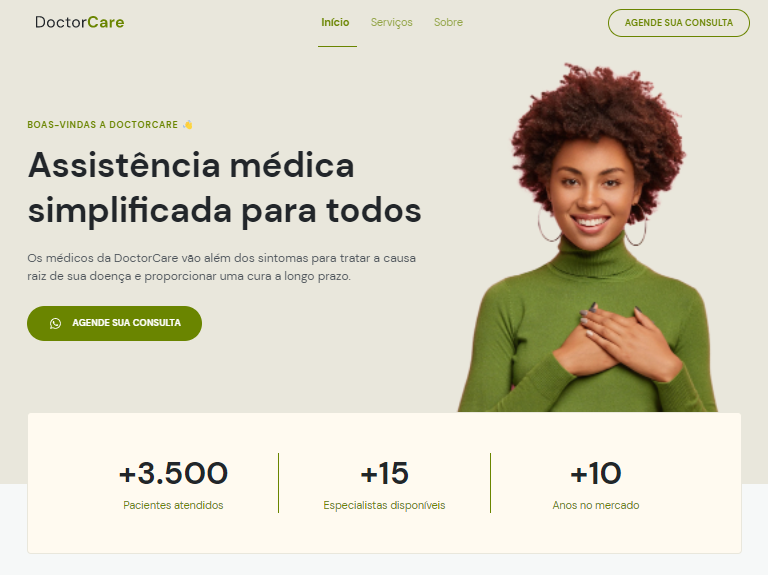 DoctorCare
Início Serviços Sobre
AGENDE SUA CONSULTA
BOAS-VINDAS A DOCTORCARE 👋
Assistência médica
simplificada para todos
Os médicos da DoctorCare vão além dos sintomas para tratar a causa
raiz de sua doença e proporcionar uma cura a longo prazo.
AGENDE SUA CONSULTA
+3.500
Pacientes atendidos
+15
Especialistas disponíveis
+10
Anos no mercado